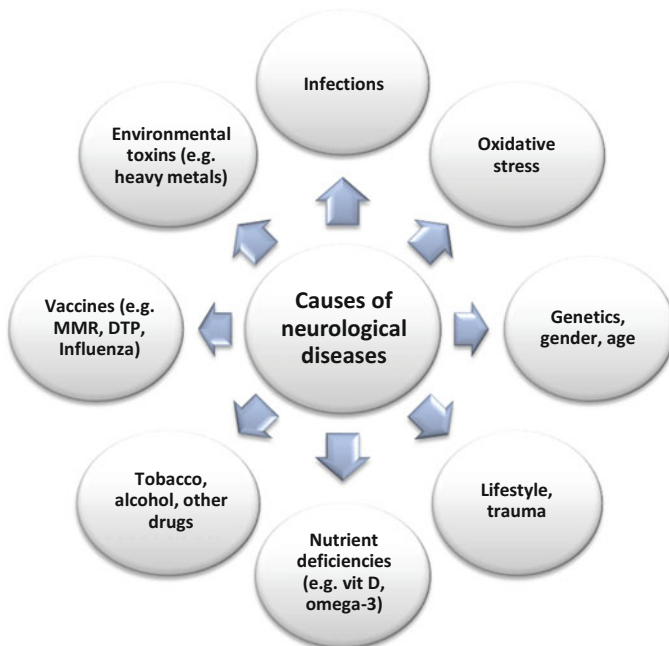 Infections
Oxidative
stress
Genetics,
gender, age
Lifestyle,
trauma
Nutrient
deficiencies
(e.g. vit D,
omega-3)
Tobacco,
alcohol, other
drugs
Vaccines (e.g.
MMR, DTP,
Influenza)
Environmental
toxins (e.g.
heavy metals)
Causes of
neurological
diseases